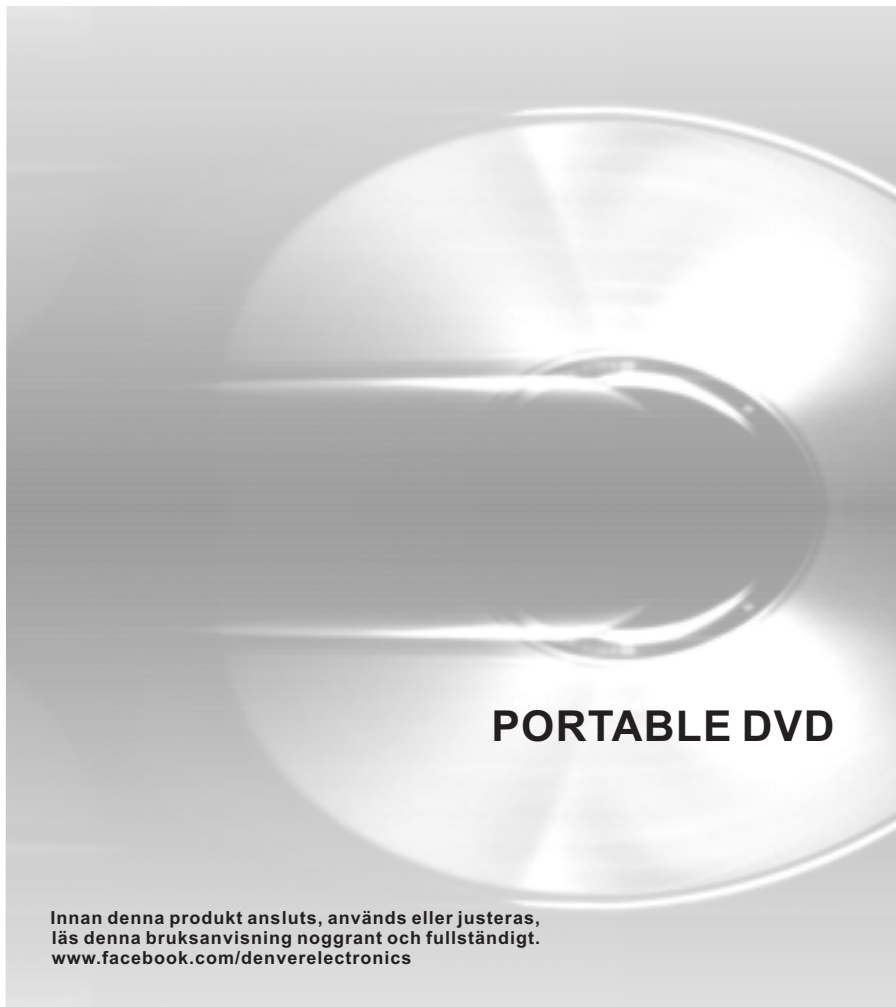 PORTABLE DVD
Innan denna produkt ansluts, används eller justeras,
läs denna bruksanvisning noggrant och fullständigt.
www.facebook.com/denverelectronics